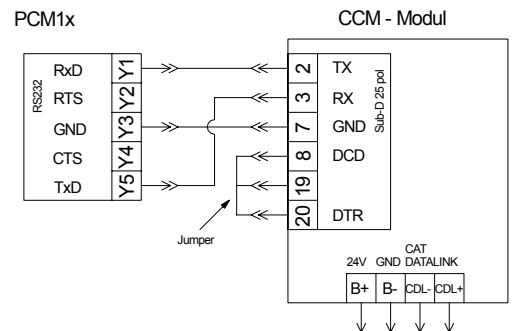 PCM1x
CCM - Modul
RS232
RxD Y1
RTS Y2
GND Y3
CTS Y4
TxD Y5
2 TX
3 RX
7 GND
8 DCD
19
20 DTR
Sub-D 25 pol
Jumper
CAT
24V GND DATALINK
B+ B- CDL- CDL+